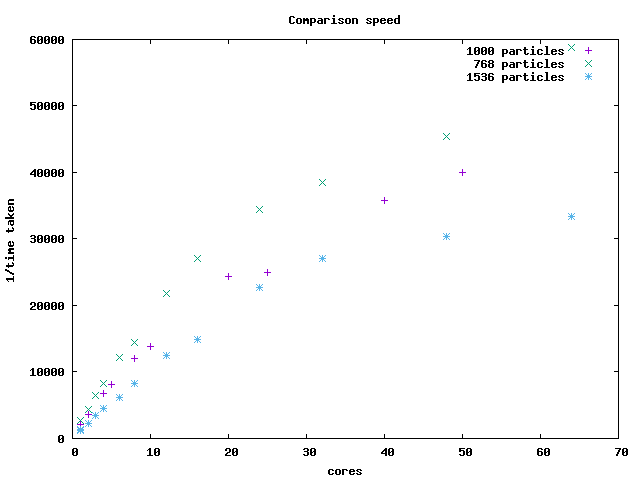 Comparison speed
60000
50000
40000
30000
20000
10000
0
1/time taken
1000 particles
768 particles
1536 particles
0 10 20 30 40 50 60 70
cores